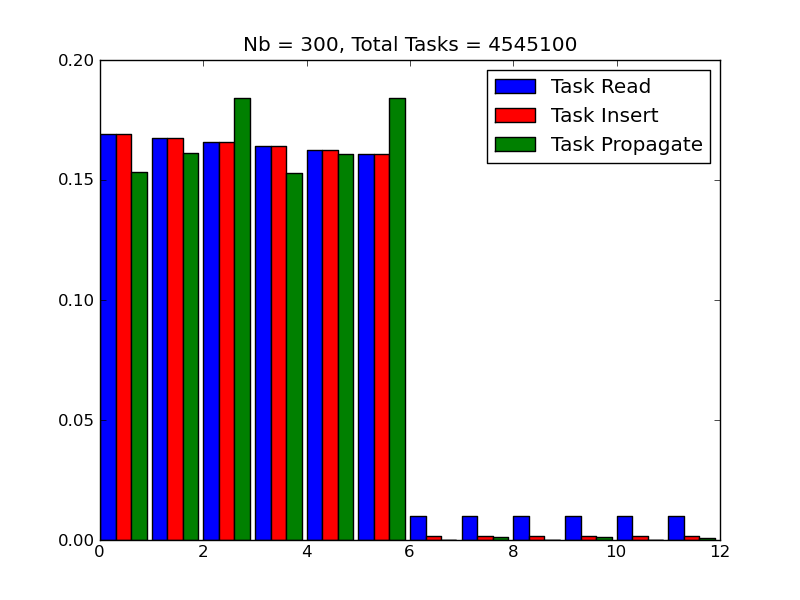 Nb = 300, Total Tasks = 4545100
0.20
Task Read
Task Insert
Task Propagate
0.15
0.10
0.05
0.00
0 2 4 6 8 10 12